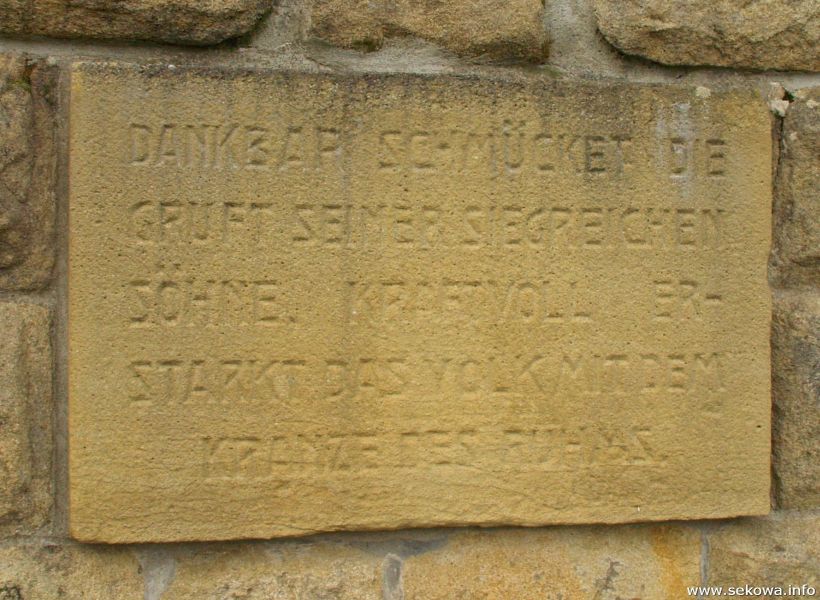 DANKBAR SCHMÜCKET DIE
GRUFT SEINER SIEGREICHEN
SÖHNE. KRAFTVOLL ER-
STARKT DAS VOLK MIT DEM
KRANZE DES RUHMS.
www.sekowa.info